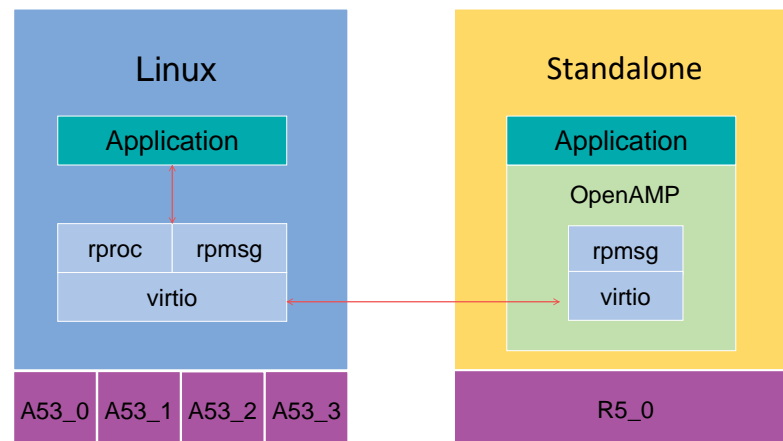 Linux
Application
rproc
rpmsg
virtio
A53_0
A53_1
A53_2
A53_3
Standalone
Application
OpenAMP
rpmsg
virtio
R5_0